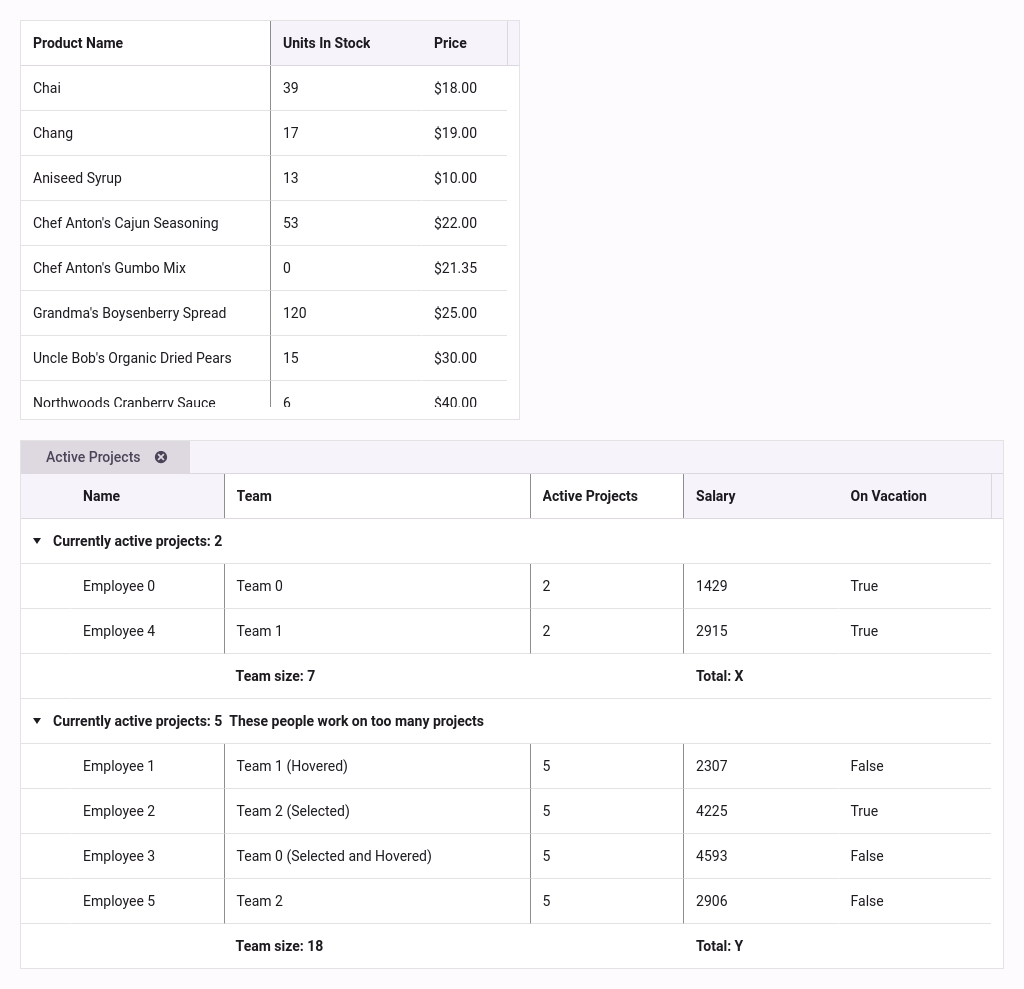 Product Name Units In Stock Price
Chai 39 $18.00
Chang 17 $19.00
Aniseed Syrup 13 $10.00
Chef Anton's Cajun Seasoning 53 $22.00
Chef Anton's Gumbo Mix 0 $21.35
Grandma's Boysenberry Spread 120 $25.00
Uncle Bob's Organic Dried Pears 15 $30.00
Northwoods Cranberry Sauce 6 $40.00
Active Projects
Name Team Active Projects Salary On Vacation
Currently active projects: 2
Employee 0 Team 0 2 1429 True
Employee 4 Team 1 2 2915 True
Team size: 7 Total: X
Currently active projects: 5 These people work on too many projects
Employee 1 Team 1 (Hovered) 5 2307 False
Employee 2 Team 2 (Selected) 5 4225 True
Employee 3 Team 0 (Selected and Hovered) 5 4593 False
Employee 5 Team 2 5 2906 False
Team size: 18 Total: Y